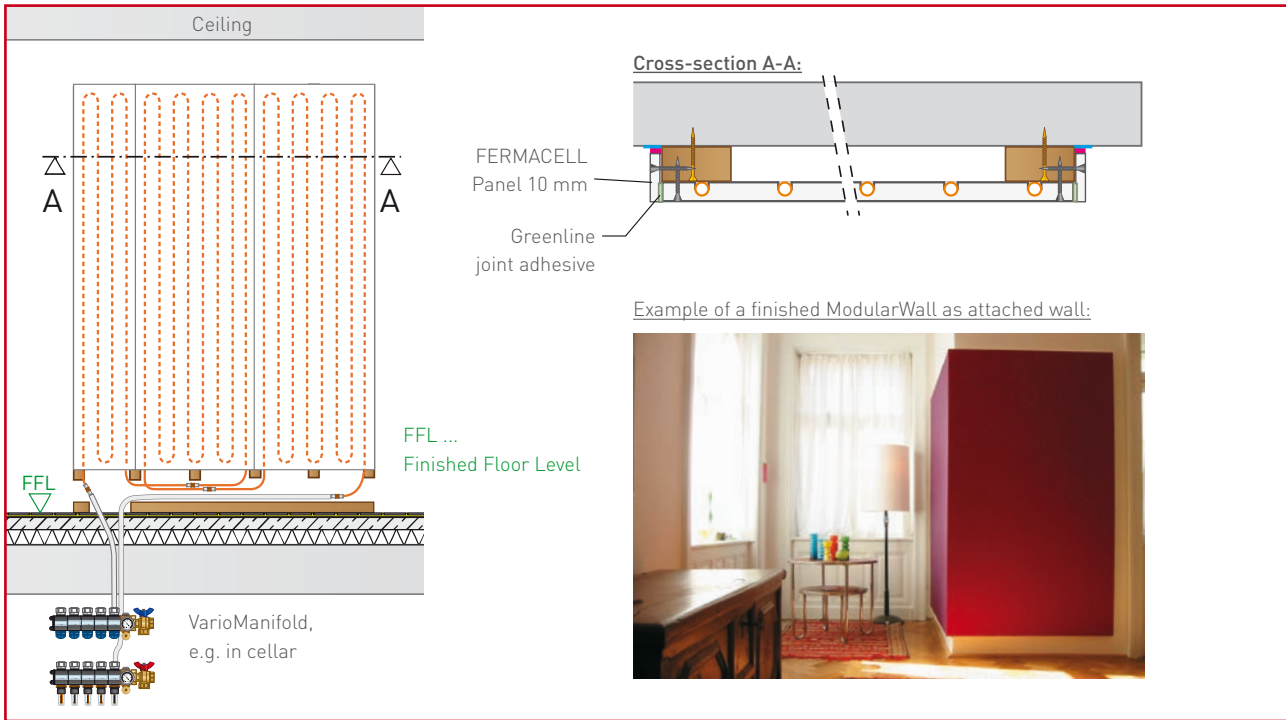 Ceiling
A
A
FFL
FFL ...
Finished Floor Level
VarioManifold,
e.g. in cellar
Cross-section A-A:
FERMACELL
Panel 10 mm
Greenline
joint adhesive
Example of a finished ModularWall as attached wall: